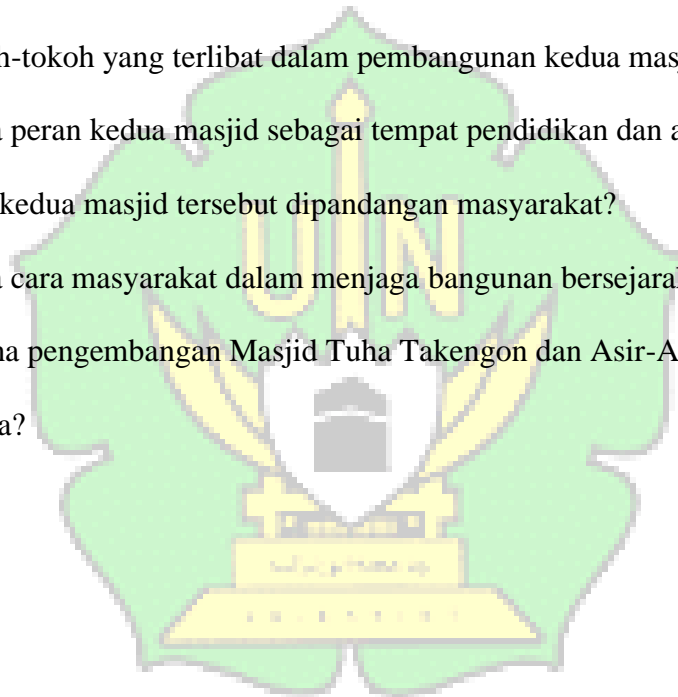 n-tokoh yang terlibat dalam pembangunan kedua mas
peran kedua masjid sebagai tempat pendidikan dan a
kedua masjid tersebut dipandangan masyarakat?
cara masyarakat dalam menjaga bangunan bersejara
na pengembangan Masjid Tuha Takengon dan Asir-A
a?
UIN